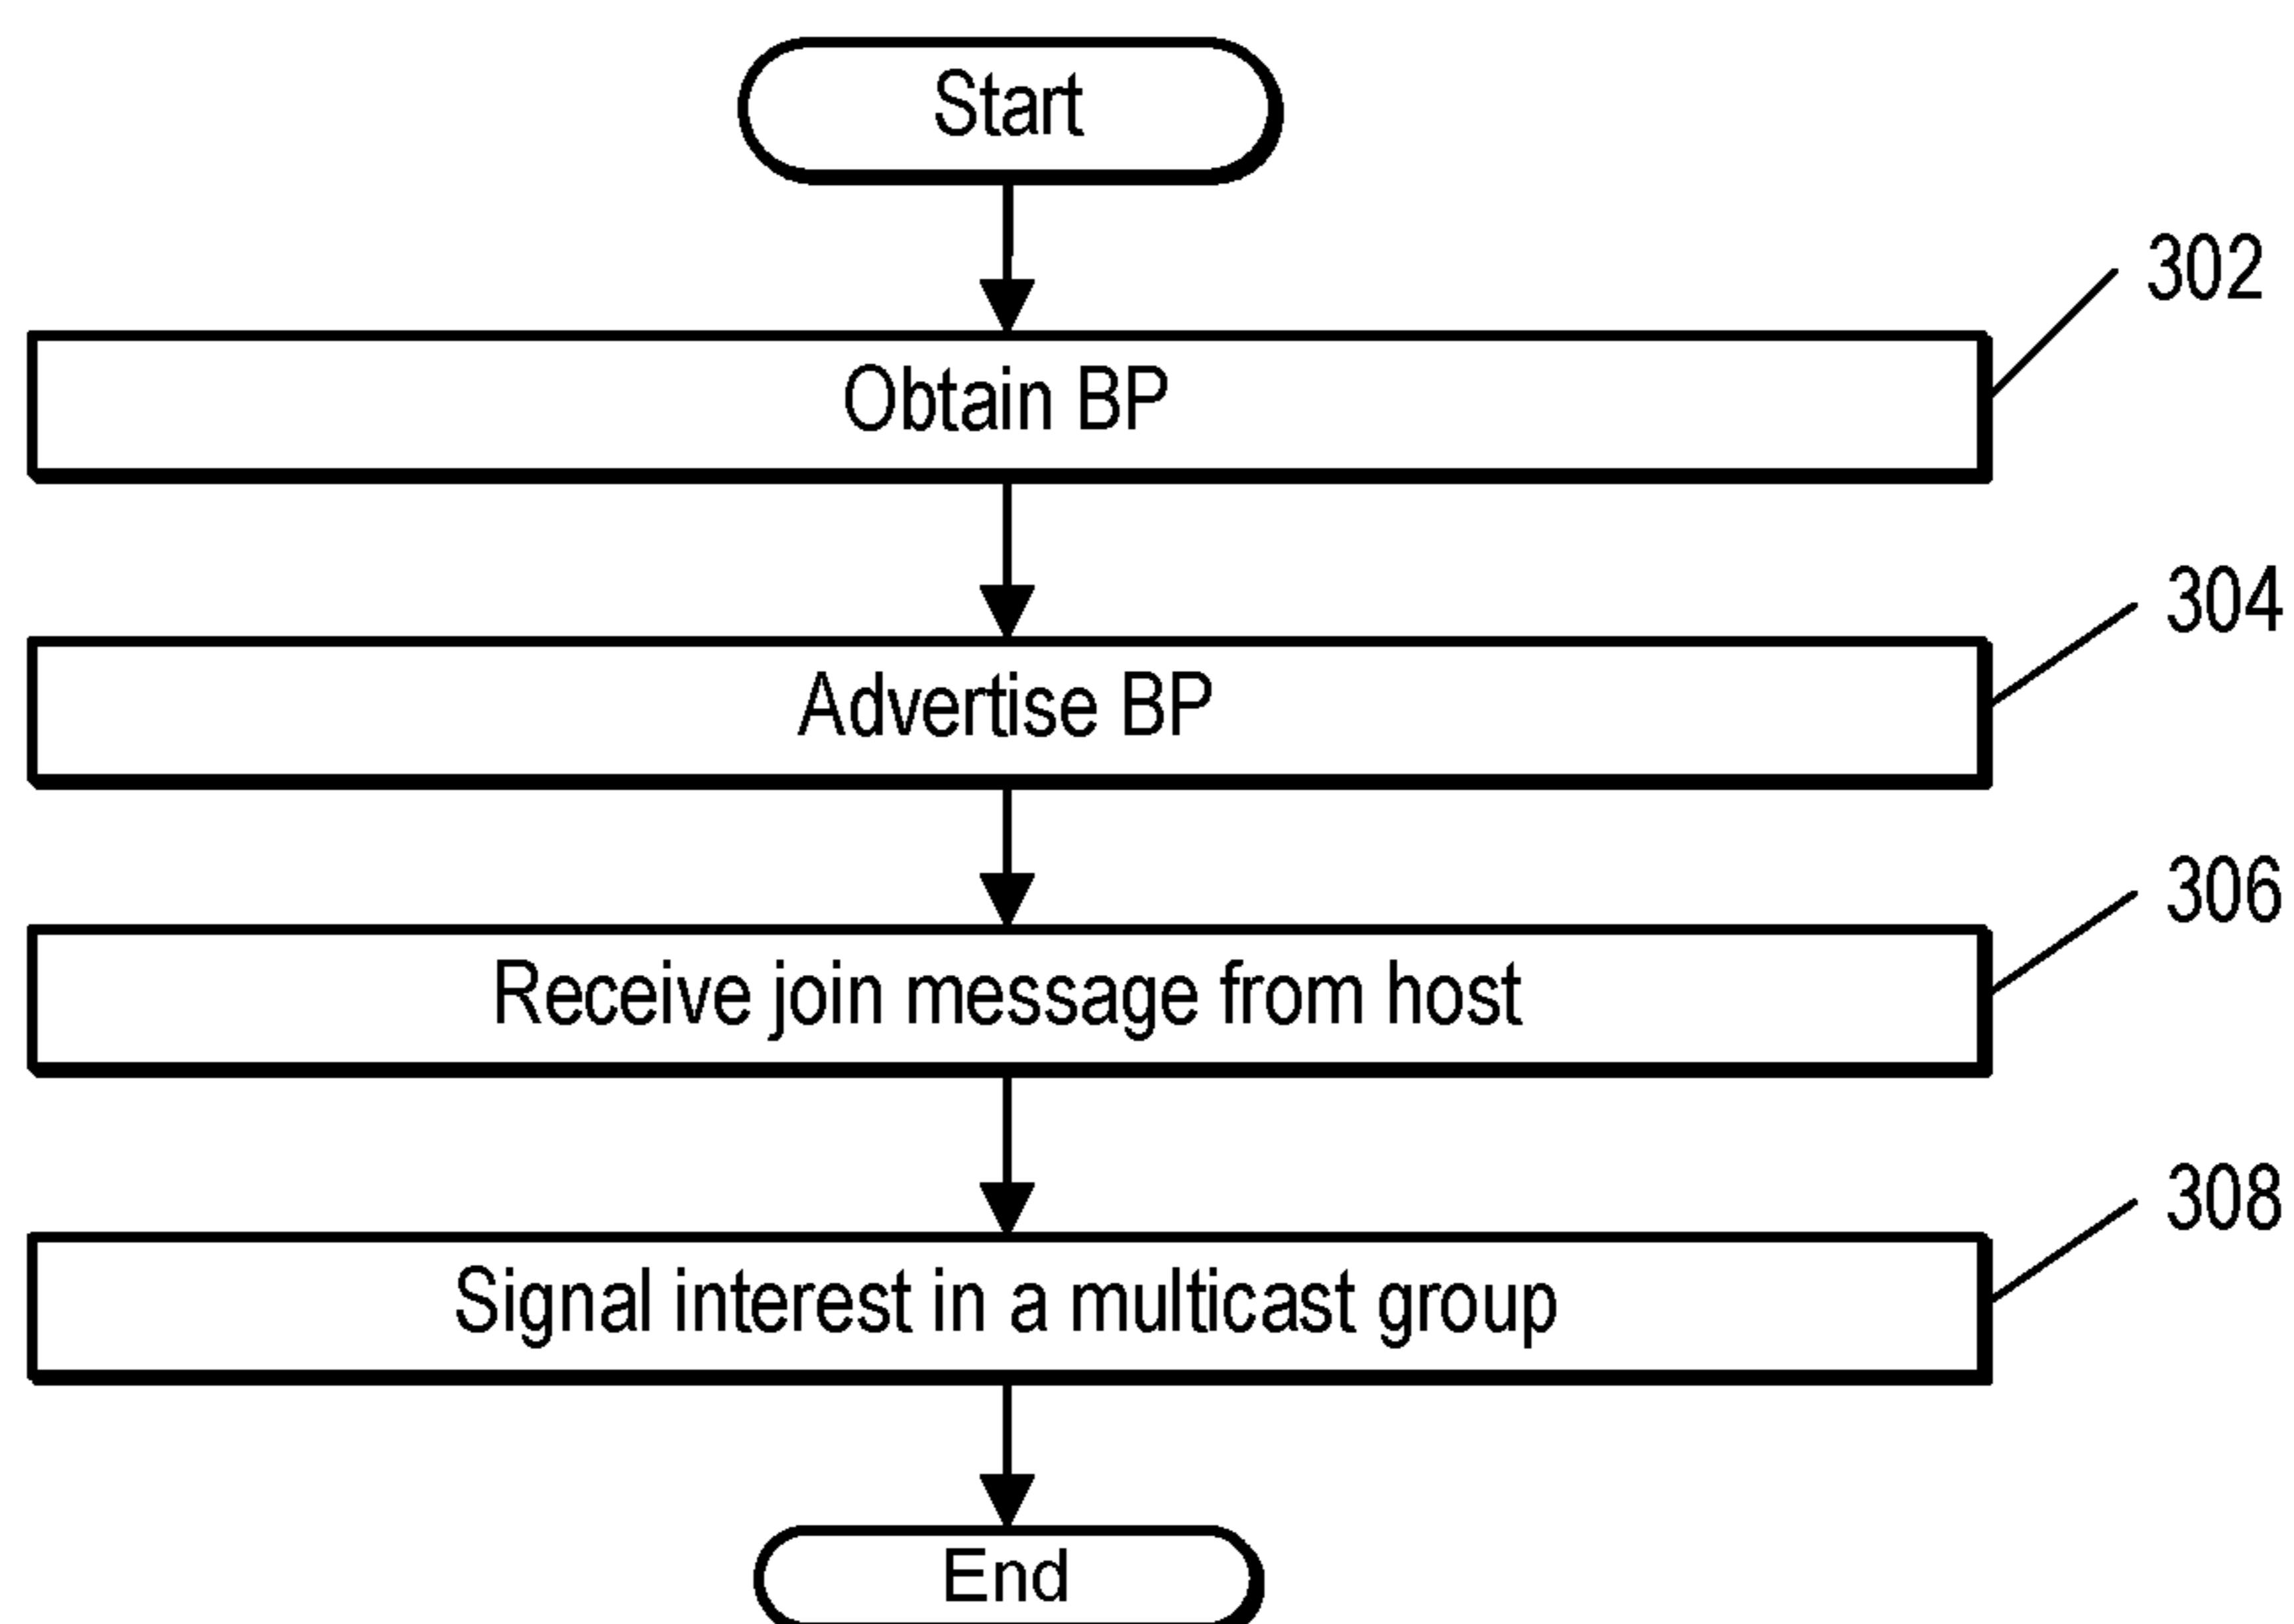 Start
302
Obtain BP
304
Advertise BP
306
Receive join message from host
308
Signal interest in a multicast group
End